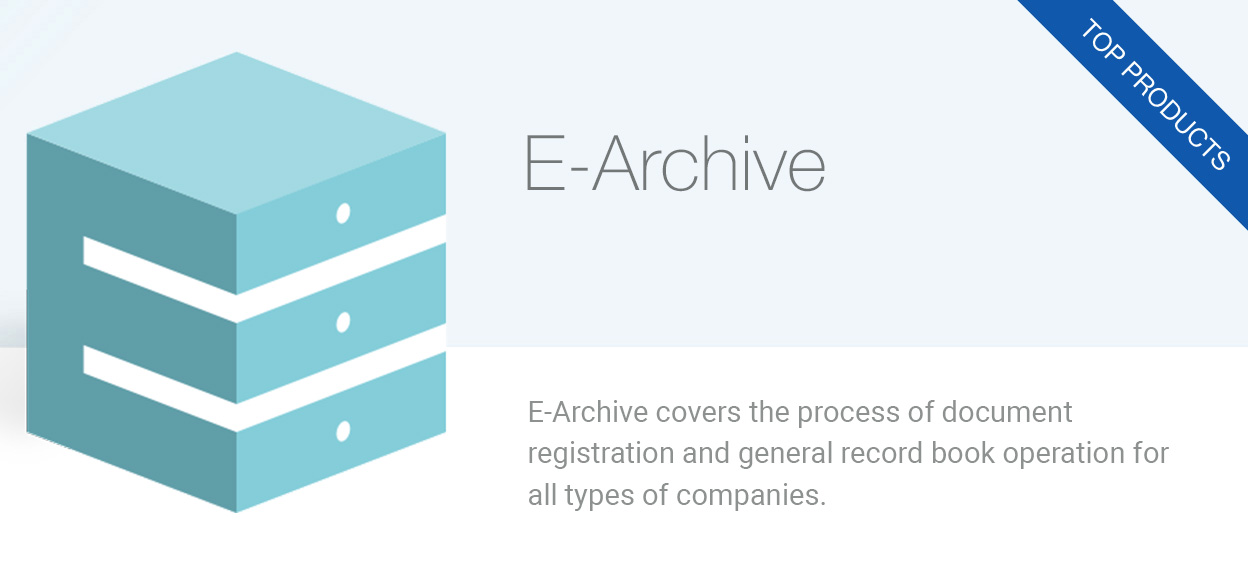 TOP PRODUCTS
E-Archive
E-Archive covers the process of document
registration and general record book operation for
all types of companies.